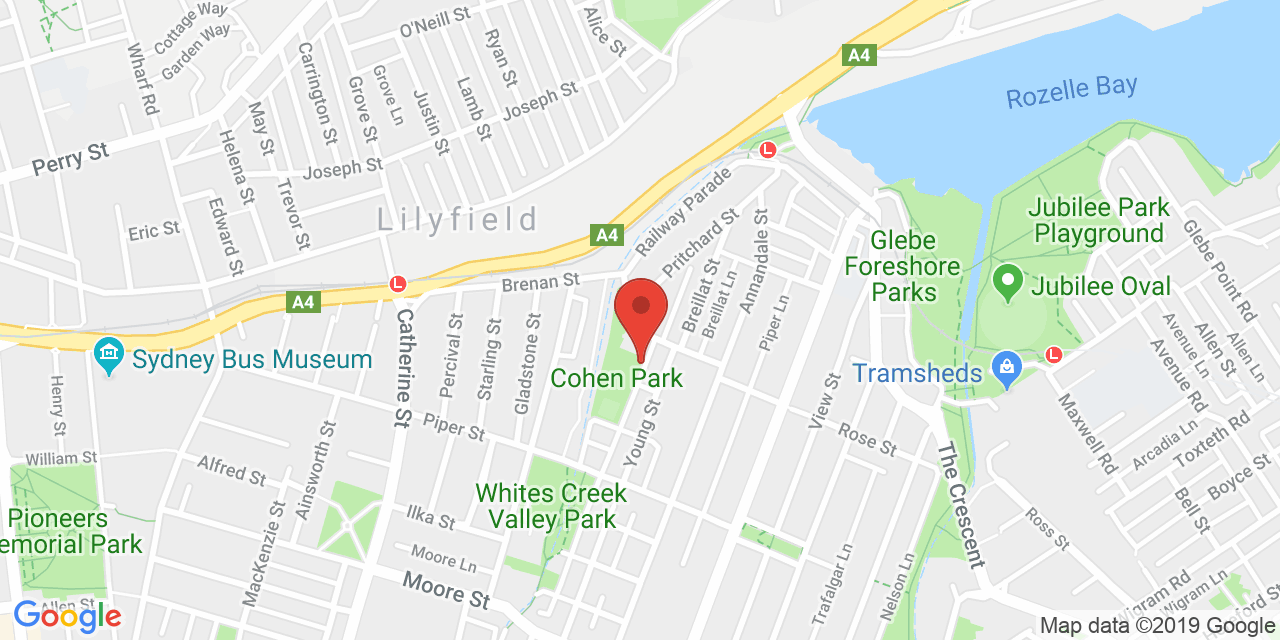 Cottage Way
Garden Way
Wharf Rd
O'Neill St
Alice St
Ryan St
Carrington St
Grove St
Grove Ln
Justin St
Lamb St
Joseph St
A4
Rozelle Bay
May St
Perry St
Joseph St
Helena St
Trevor St
Edward St
Eric St
Lilyfield
A4
Railway Parade
Pritchard St
Annandale St
Jubilee Park
Playground
Glebe
Foreshore
Parks
Glebe Point Rd
Jubilee Oval
Brenan St
A4
Breillat St
Breillat Ln
Piper Ln
Catherine St
Percival St
Starling St
Gladstone St
Sydney Bus Museum
Cohen Park
Tramsheds
Avenue Ln
Allen St
Allen Ln
Avenue Rd
Henry St
Piper St
Young St
View St
Rose St
Maxwell Rd
Arcadia Ln
Toxteth Rd
William St
Alfred St
Ainsworth St
The Crescent
Boyce St
Bell St
Pioneers
emorial Park
Whites Creek
Valley Park
Ilka St
Moore Ln
MacKenzie St
Moore St
Ross St
Trafalgar Ln
Nelson Ln
Wigram Rd
Wigram Ln
ford St
Allen St
Google
Map data ©2019 Google